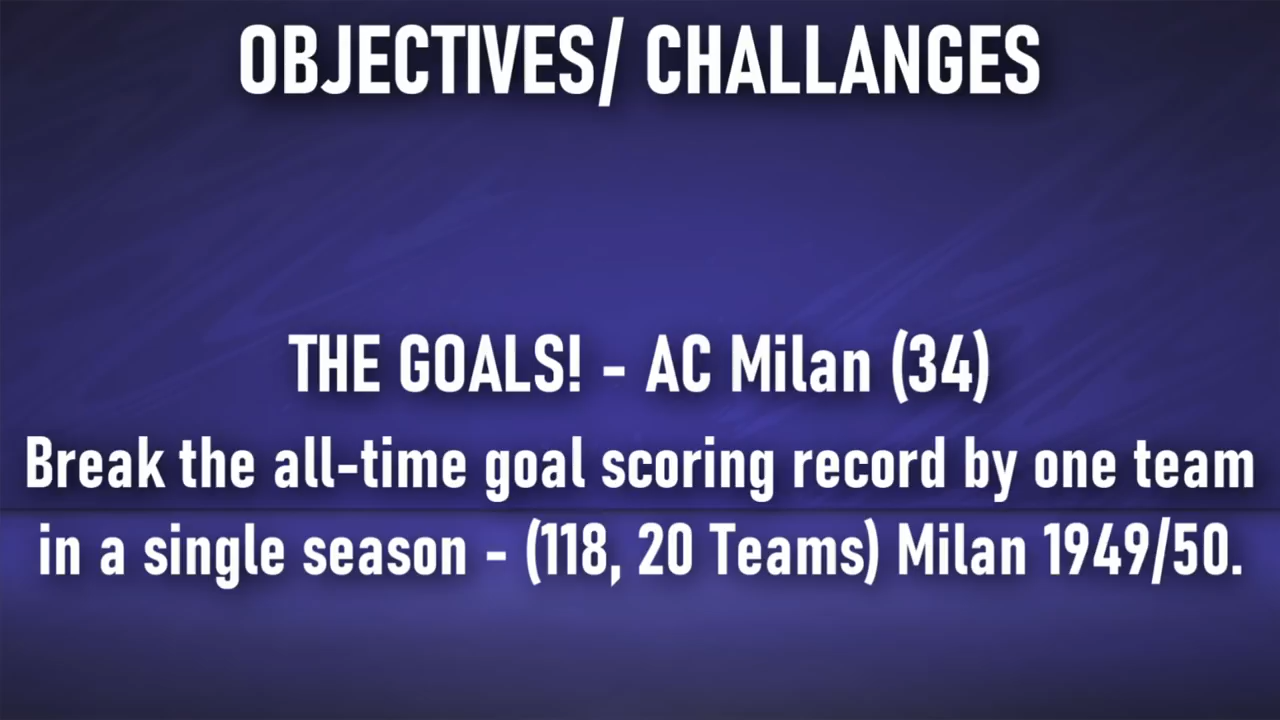 OBJECTIVES/ CHALLANGES
THE GOALS! - AC Milan (34)
Break the all-time goal scoring record by one team
in a single season - (118, 20 Teams) Milan 1949/50.